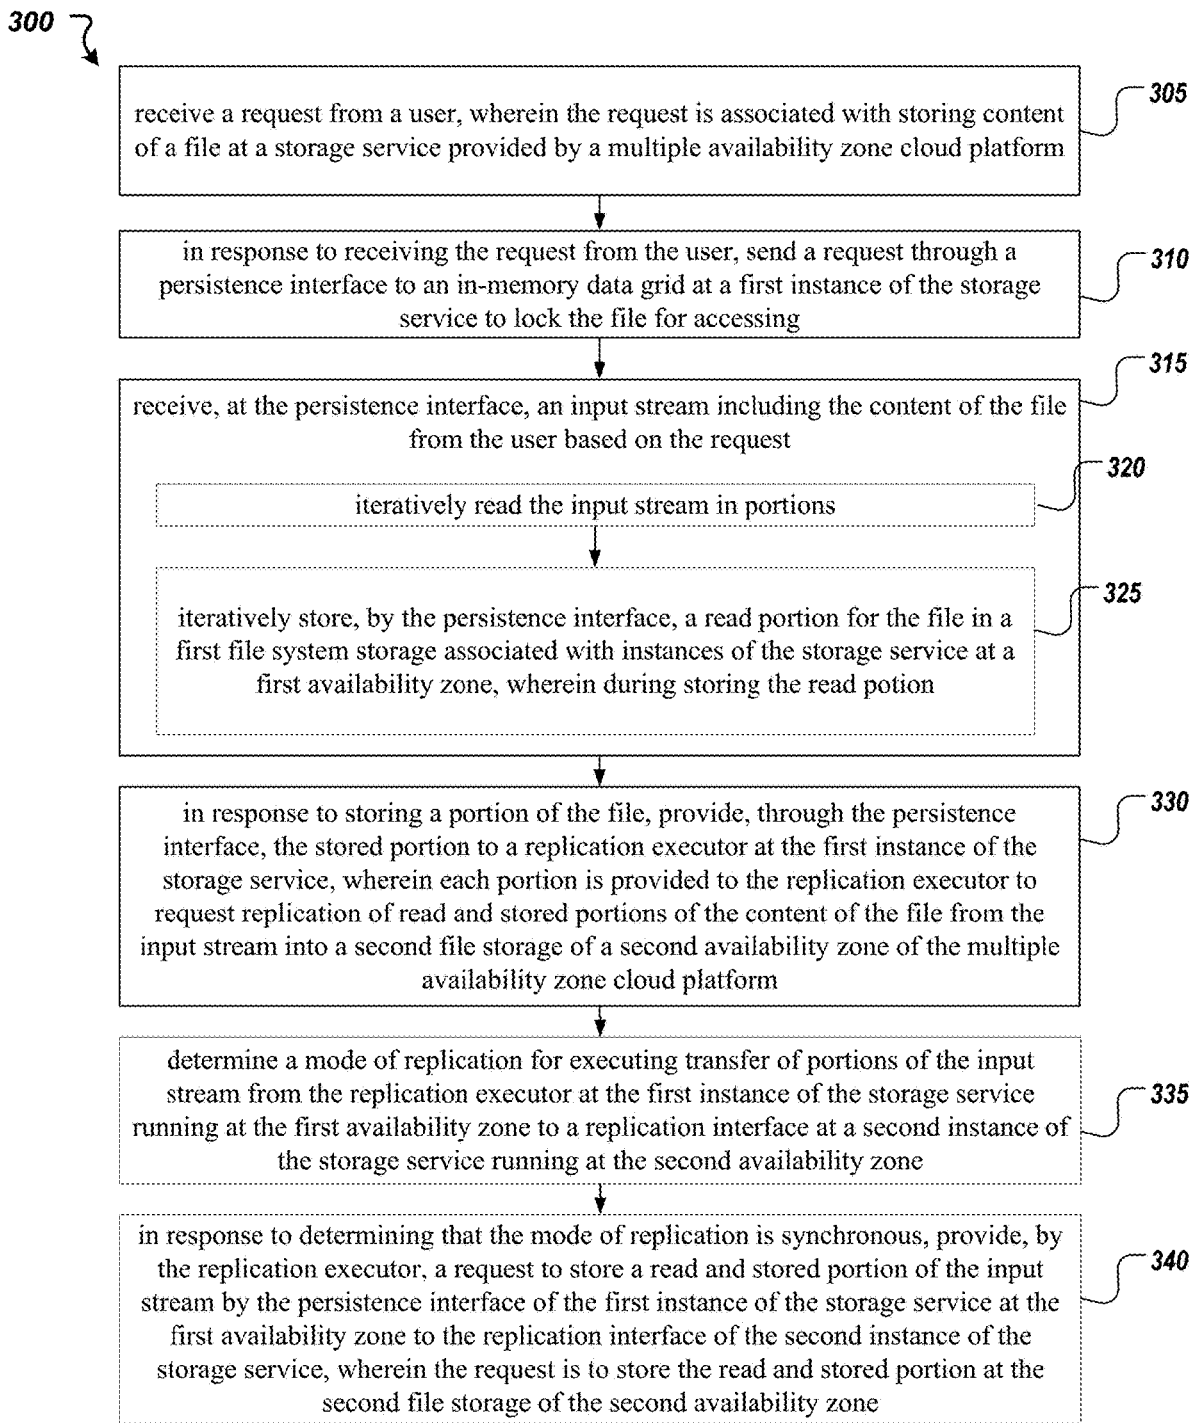 300
receive a request from a user, wherein the request is associated with storing content
of a file at a storage service provided by a multiple availability zone cloud platform
305
in response to receiving the request from the user, send a request through a
persistence interface to an in-memory data grid at a first instance of the storage
service to lock the file for accessing
310
315
receive, at the persistence interface, an input stream including the content of the file
from the user based on the request
320
iteratively read the input stream in portions
325
iteratively store, by the persistence interface, a read portion for the file in a
first file system storage associated with instances of the storage service at a
first availability zone, wherein during storing the read potion
330
in response to storing a portion of the file, provide, through the persistence
interface, the stored portion to a replication executor at the first instance of the
storage service, wherein each portion is provided to the replication executor to
request replication of read and stored portions of the content of the file from the
input stream into a second file storage of a second availability zone of the multiple
availability zone cloud platform
determine a mode of replication for executing transfer of portions of the input
stream from the replication executor at the first instance of the storage service
running at the first availability zone to a replication interface at a second instance of
the storage service running at the second availability zone
335
in response to determining that the mode of replication is synchronous, provide, by
the replication executor, a request to store a read and stored portion of the input
stream by the persistence interface of the first instance of the storage service at the
first availability zone to the replication interface of the second instance of the
storage service, wherein the request is to store the read and stored portion at the
second file storage of the second availability zone
340